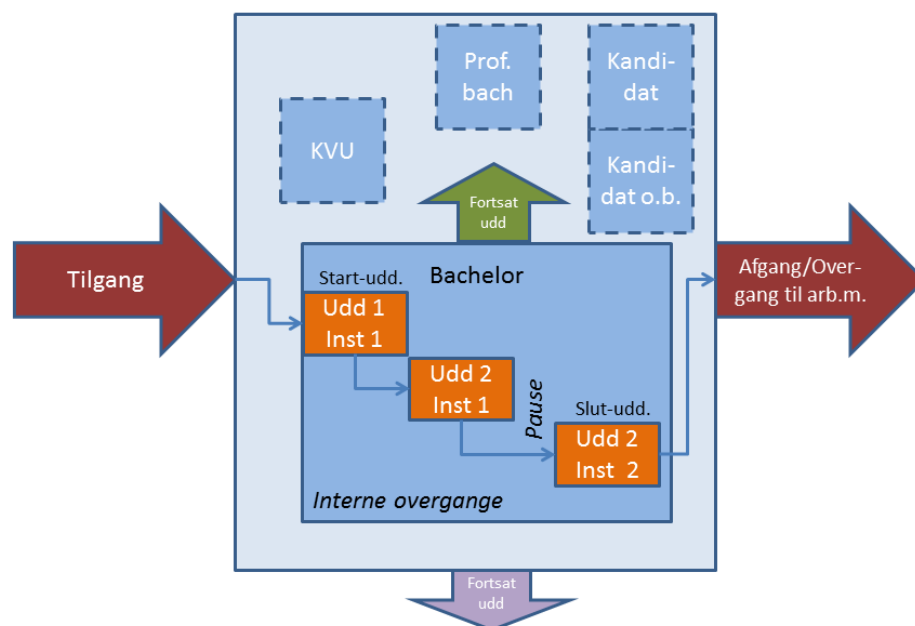 Prof.
bach
Kandi-
dat
KVU
Kandi-
dat o.b.
Fortsat
udd
Tilgang
Start-udd.
Bachelor
Afgang/Over-
gang til arb.m.
Udd 1
Inst 1
Udd 2
Inst 1
Pause
Slut-udd.
Udd 2
Inst 2
Interne overgange
Fortsat
udd